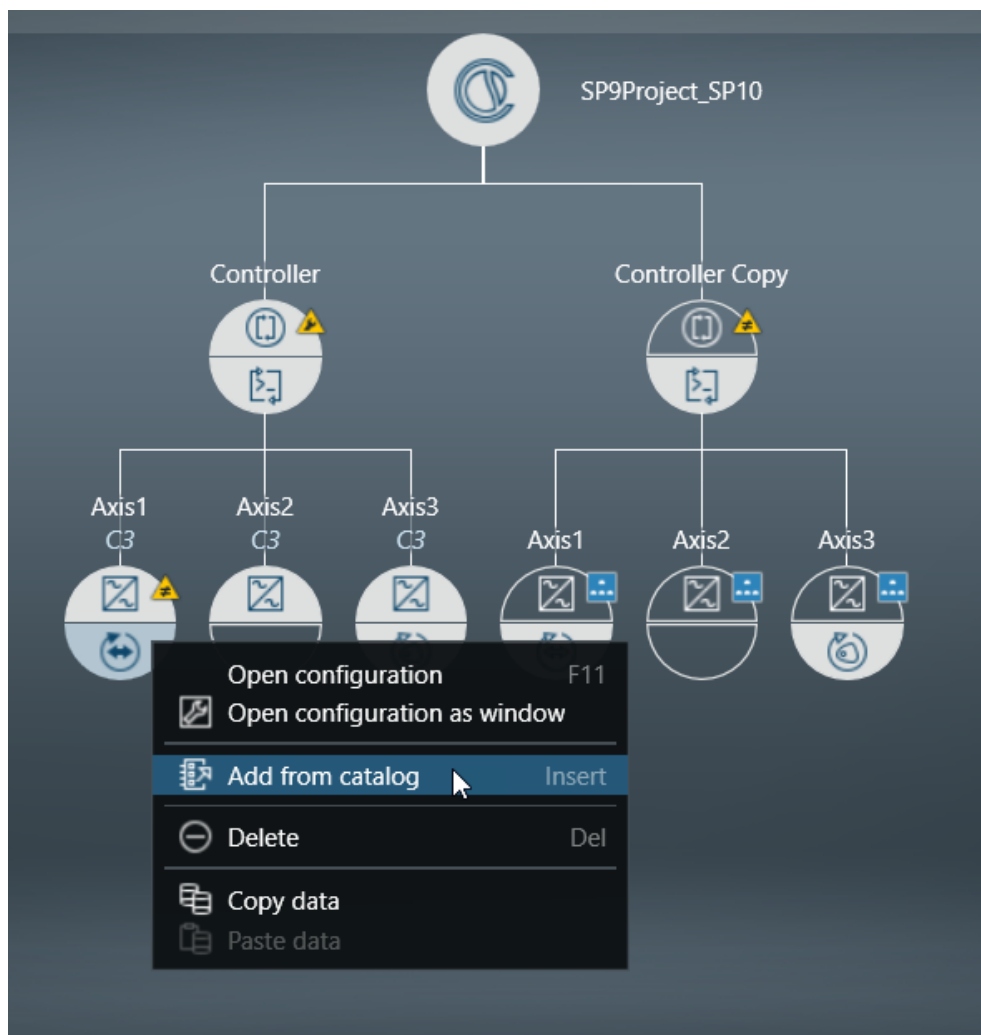 SP9Project_SP10
Controller
Controller Copy
Axis1
Axis2
Axis3
C3
C3
C3
Axis1
Axis2
Axis3
Open configuration F11
Open configuration as window
Add from catalog Insert
Delete Del
Copy data
Paste data